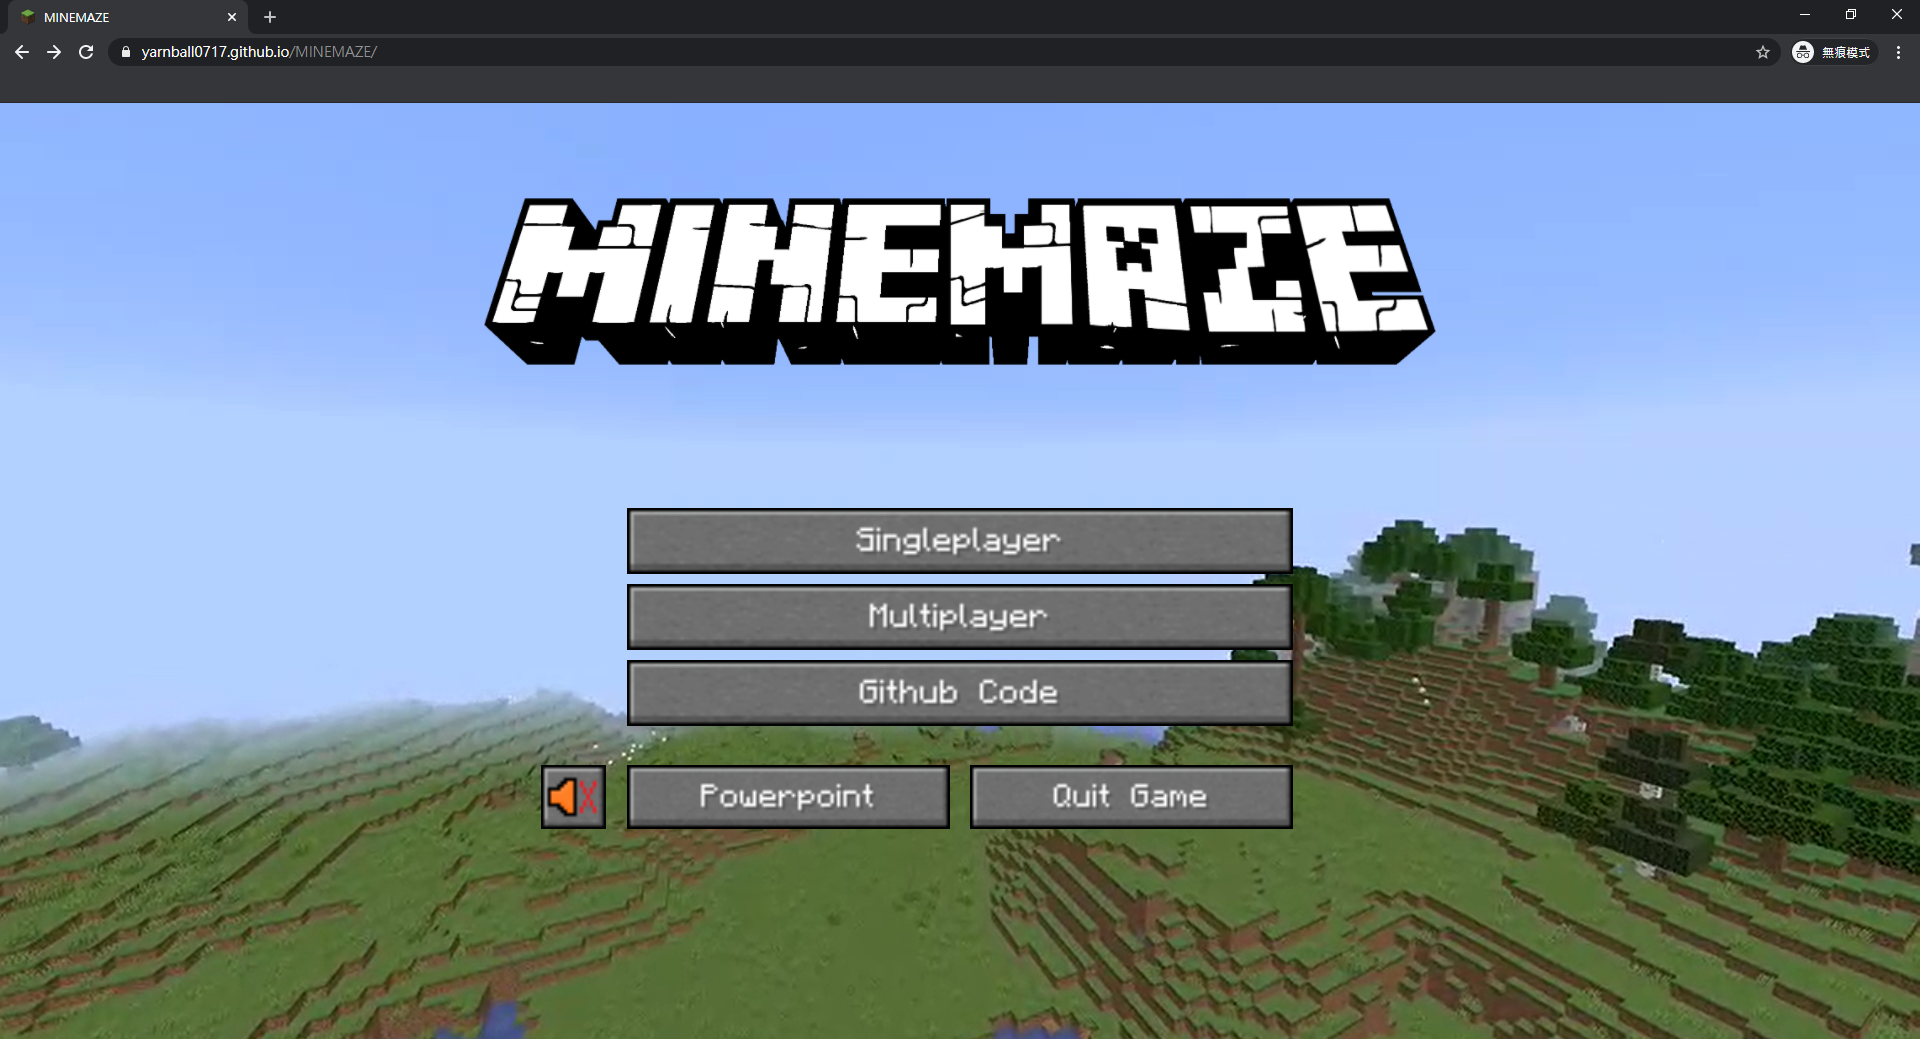 MINEMAZE
yarnball0717.github.io/MINEMAZE/
無痕模式
MINEMAZE
Singleplayer
Multiplayer
Github Code
Powerpoint
Quit Game